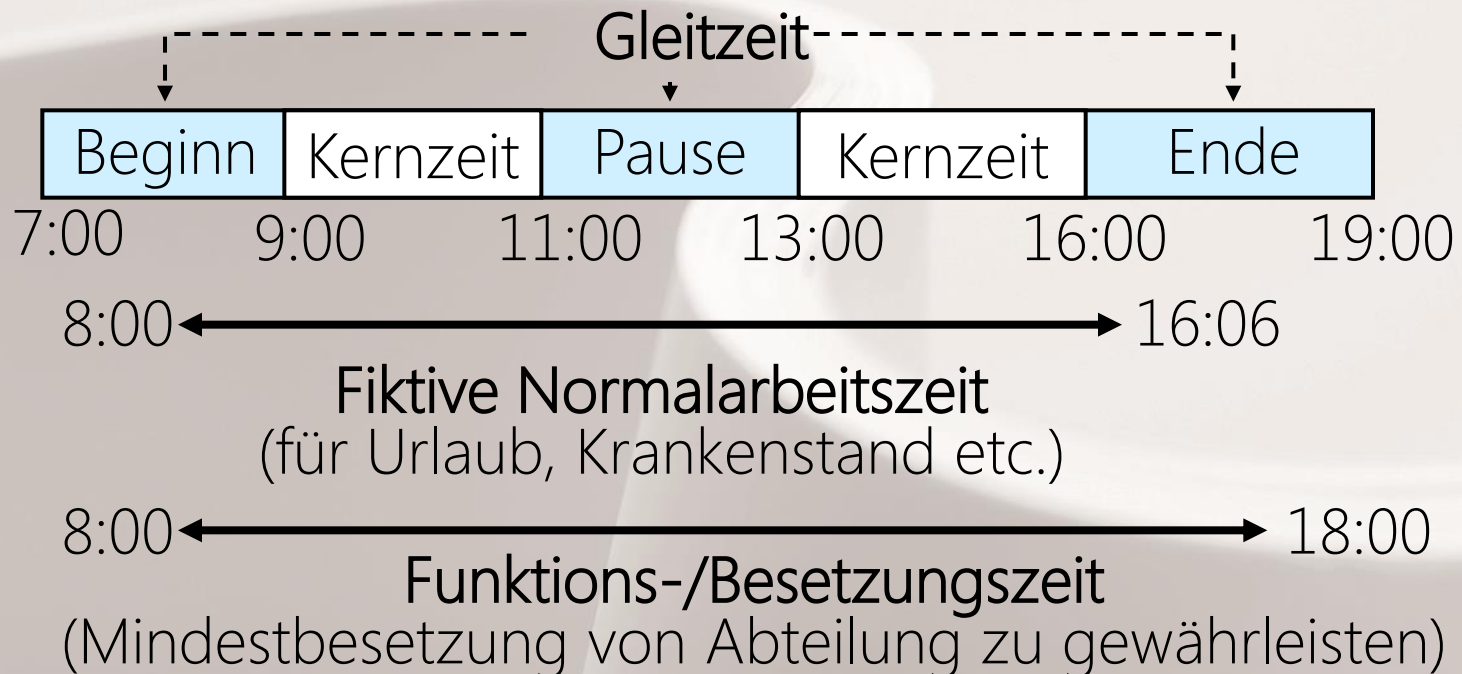 Gleitzeit
Beginn Kernzeit Pause Kernzeit Ende
7:00 9:00 11:00 13:00 16:00 19:00
8:00 16:06
Fiktive Normalarbeitszeit
(für Urlaub, Krankenstand etc.)
8:00 18:00
Funktions-/Besetzungszeit
(Mindestbesetzung von Abteilung zu gewährleisten)